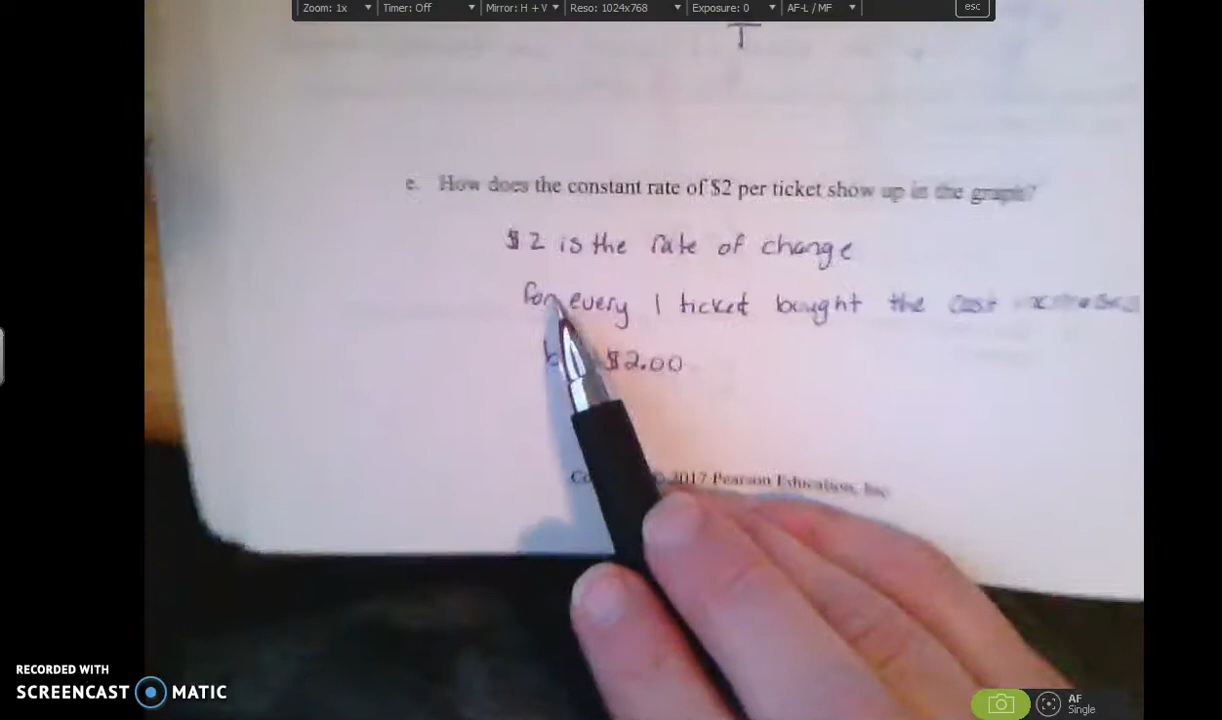 Zoom: 1x Timer: Off Mirror: H + V Reso: 1024x768 Exposure: 0 AF-L / MF esc
1
e. How does the constant rate of $2 per ticket show up in the graph?
$2 is the rate of change
for every 1 ticket bought the cost
$2.00
© 2017 Pearson Education, Inc
RECORDED WITH
SCREENCAST MATIC
AF
Single